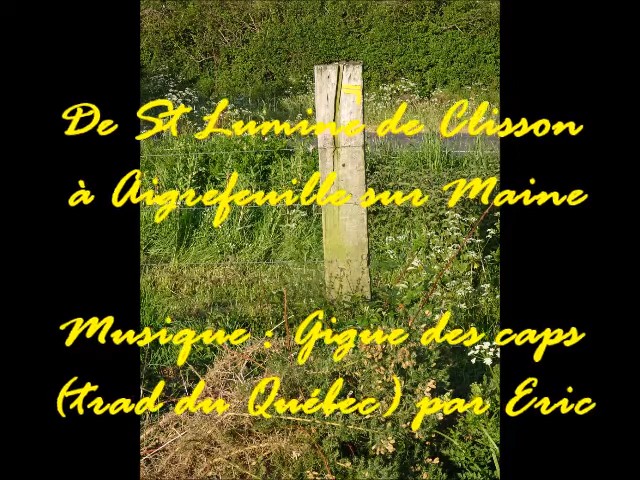 De St Lumine de Clisson
à Aigrefeuille sur Maine
Musique : Gigue des caps
(trad du Québec) par Eric